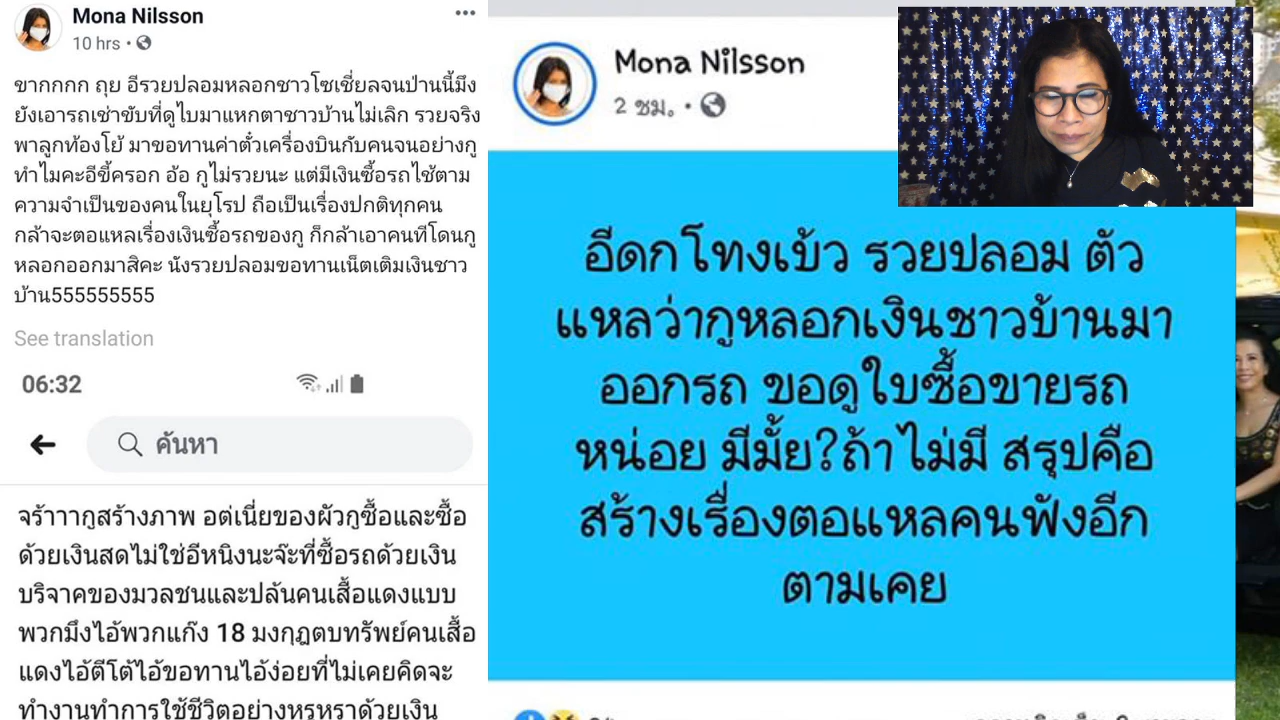 Mona Nilsson
10 hrs •
ขากกกก ถุย อีรวยปลอมหลอกชาวโซเชี่ยลจนป่านนี้มึง
ยังเอารถเช่าขับที่ดูไบมาแหกตาชาวบ้านไม่เลิก รวยจริง
พาลูกท้องโย้ มาขอทานค่าตั๋วเครื่องบินกับคนจนอย่างกู
ทำไมคะอีขี้ครอก อ้อ กูไม่รวยนะ แต่มีเงินซื้อรถไช้ตาม
ความจำเป็นของคนในยุโรป ถือเป็นเรื่องปกติทุกคน
กล้าจะตอแหลเรื่องเงินซื้อรถของกู ก็กล้าเอาคนที่โดนกู
หลอกออกมาสิคะ นังรวยปลอมขอทานเน็ตเติมเงินชาว
บ้าน555555555
See translation
06:32
ค้นหา
จร้าาากูสร้างภาพ อต่เนี่ยของผัวกูซื้อและซื้อ
ด้วยเงินสดไม่ใช่อีหนิงนะจ๊ะที่ซื้อรถด้วยเงิน
บริจาคของมวลชนและปล้นคนเสื้อแดงแบบ
พวกมึงไอ้พวกแก๊ง 18 มงกุฎตบทรัพย์คนเสื้อ
แดงไอ้ตีโต้ไอ้ขอทานไอ้ง่อยที่ไม่เคยคิดจะ
ทำงานทำการใช้ชีวิตอย่างหรูหราด้วยเงิน
Mona Nilsson
2 ชม. •
อีดกโทงเบ้ว รวยปลอม ตัว
แหลว่ากูหลอกเงินชาวบ้านมา
ออกรถ ขอดูใบซื้อขายรถ
หน่อย มีมั้ย?ถ้าไม่มี สรุปคือ
สร้างเรื่องตอแหลคนฟังอีก
ตามเคย